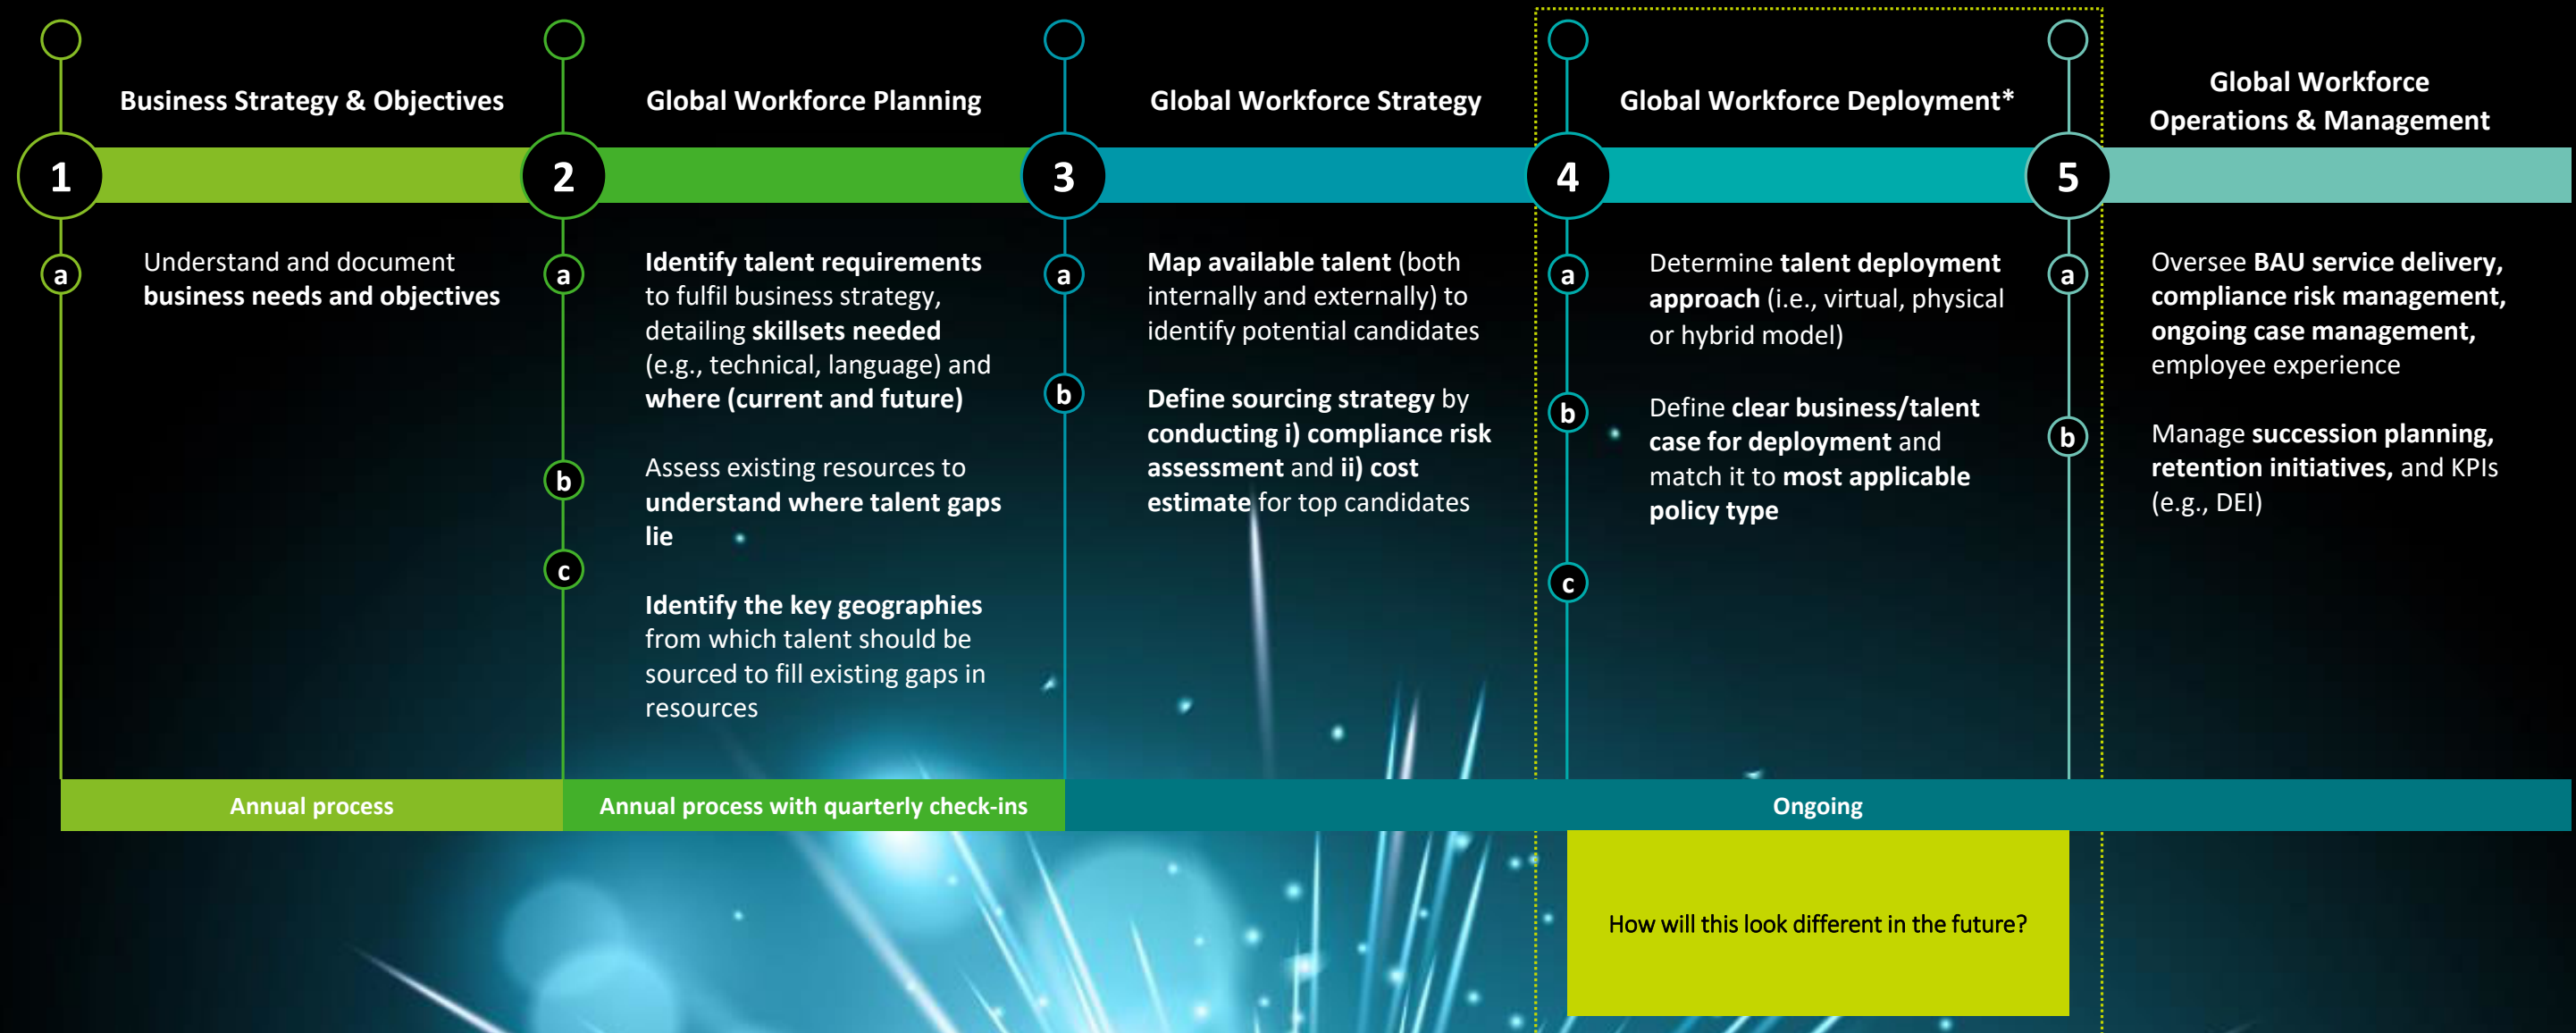 Business Strategy & Objectives
1
a
Understand and document
business needs and objectives
Global Workforce Planning
2
a
Identify talent requirements
to fulfil business strategy,
detailing skillsets needed
(e.g., technical, language) and
where (current and future)
b
Assess existing resources to
understand where talent gaps
lie
c
Identify the key geographies
from which talent should be
sourced to fill existing gaps in
resources
Global Workforce Strategy
3
a
Map available talent (both
internally and externally) to
identify potential candidates
b
Define sourcing strategy by
conducting i) compliance risk
assessment and ii) cost
estimate for top candidates
Global Workforce Deployment*
4
a
Determine talent deployment
approach (i.e., virtual, physical
or hybrid model)
b
Define clear business/talent
case for deployment and
match it to most applicable
policy type
c
Global Workforce
Operations & Management
5
a
Oversee BAU service delivery,
compliance risk management,
ongoing case management,
employee experience
b
Manage succession planning,
retention initiatives, and KPIs
(e.g., DEI)
Annual process
Annual process with quarterly check-ins
Ongoing
How will this look different in the future?